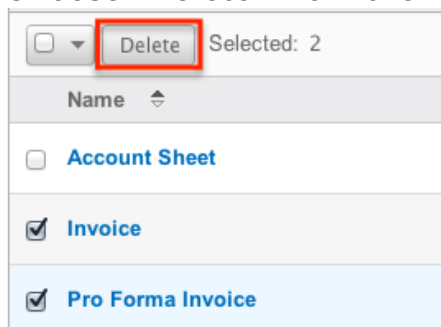 Delete Selected: 2
Name
Account Sheet
Invoice
Pro Forma Invoice